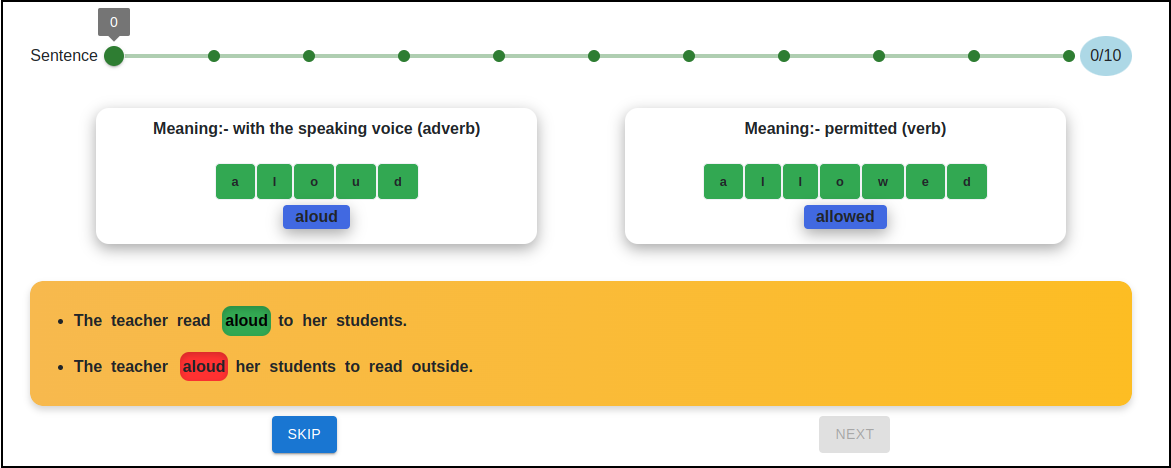 0
Sentence
0/10
Meaning:- with the speaking voice (adverb)
a l o u d
aloud
Meaning:- permitted (verb)
a l l o w e d
allowed
• The teacher read aloud to her students.
• The teacher aloud her students to read outside.
SKIP
NEXT